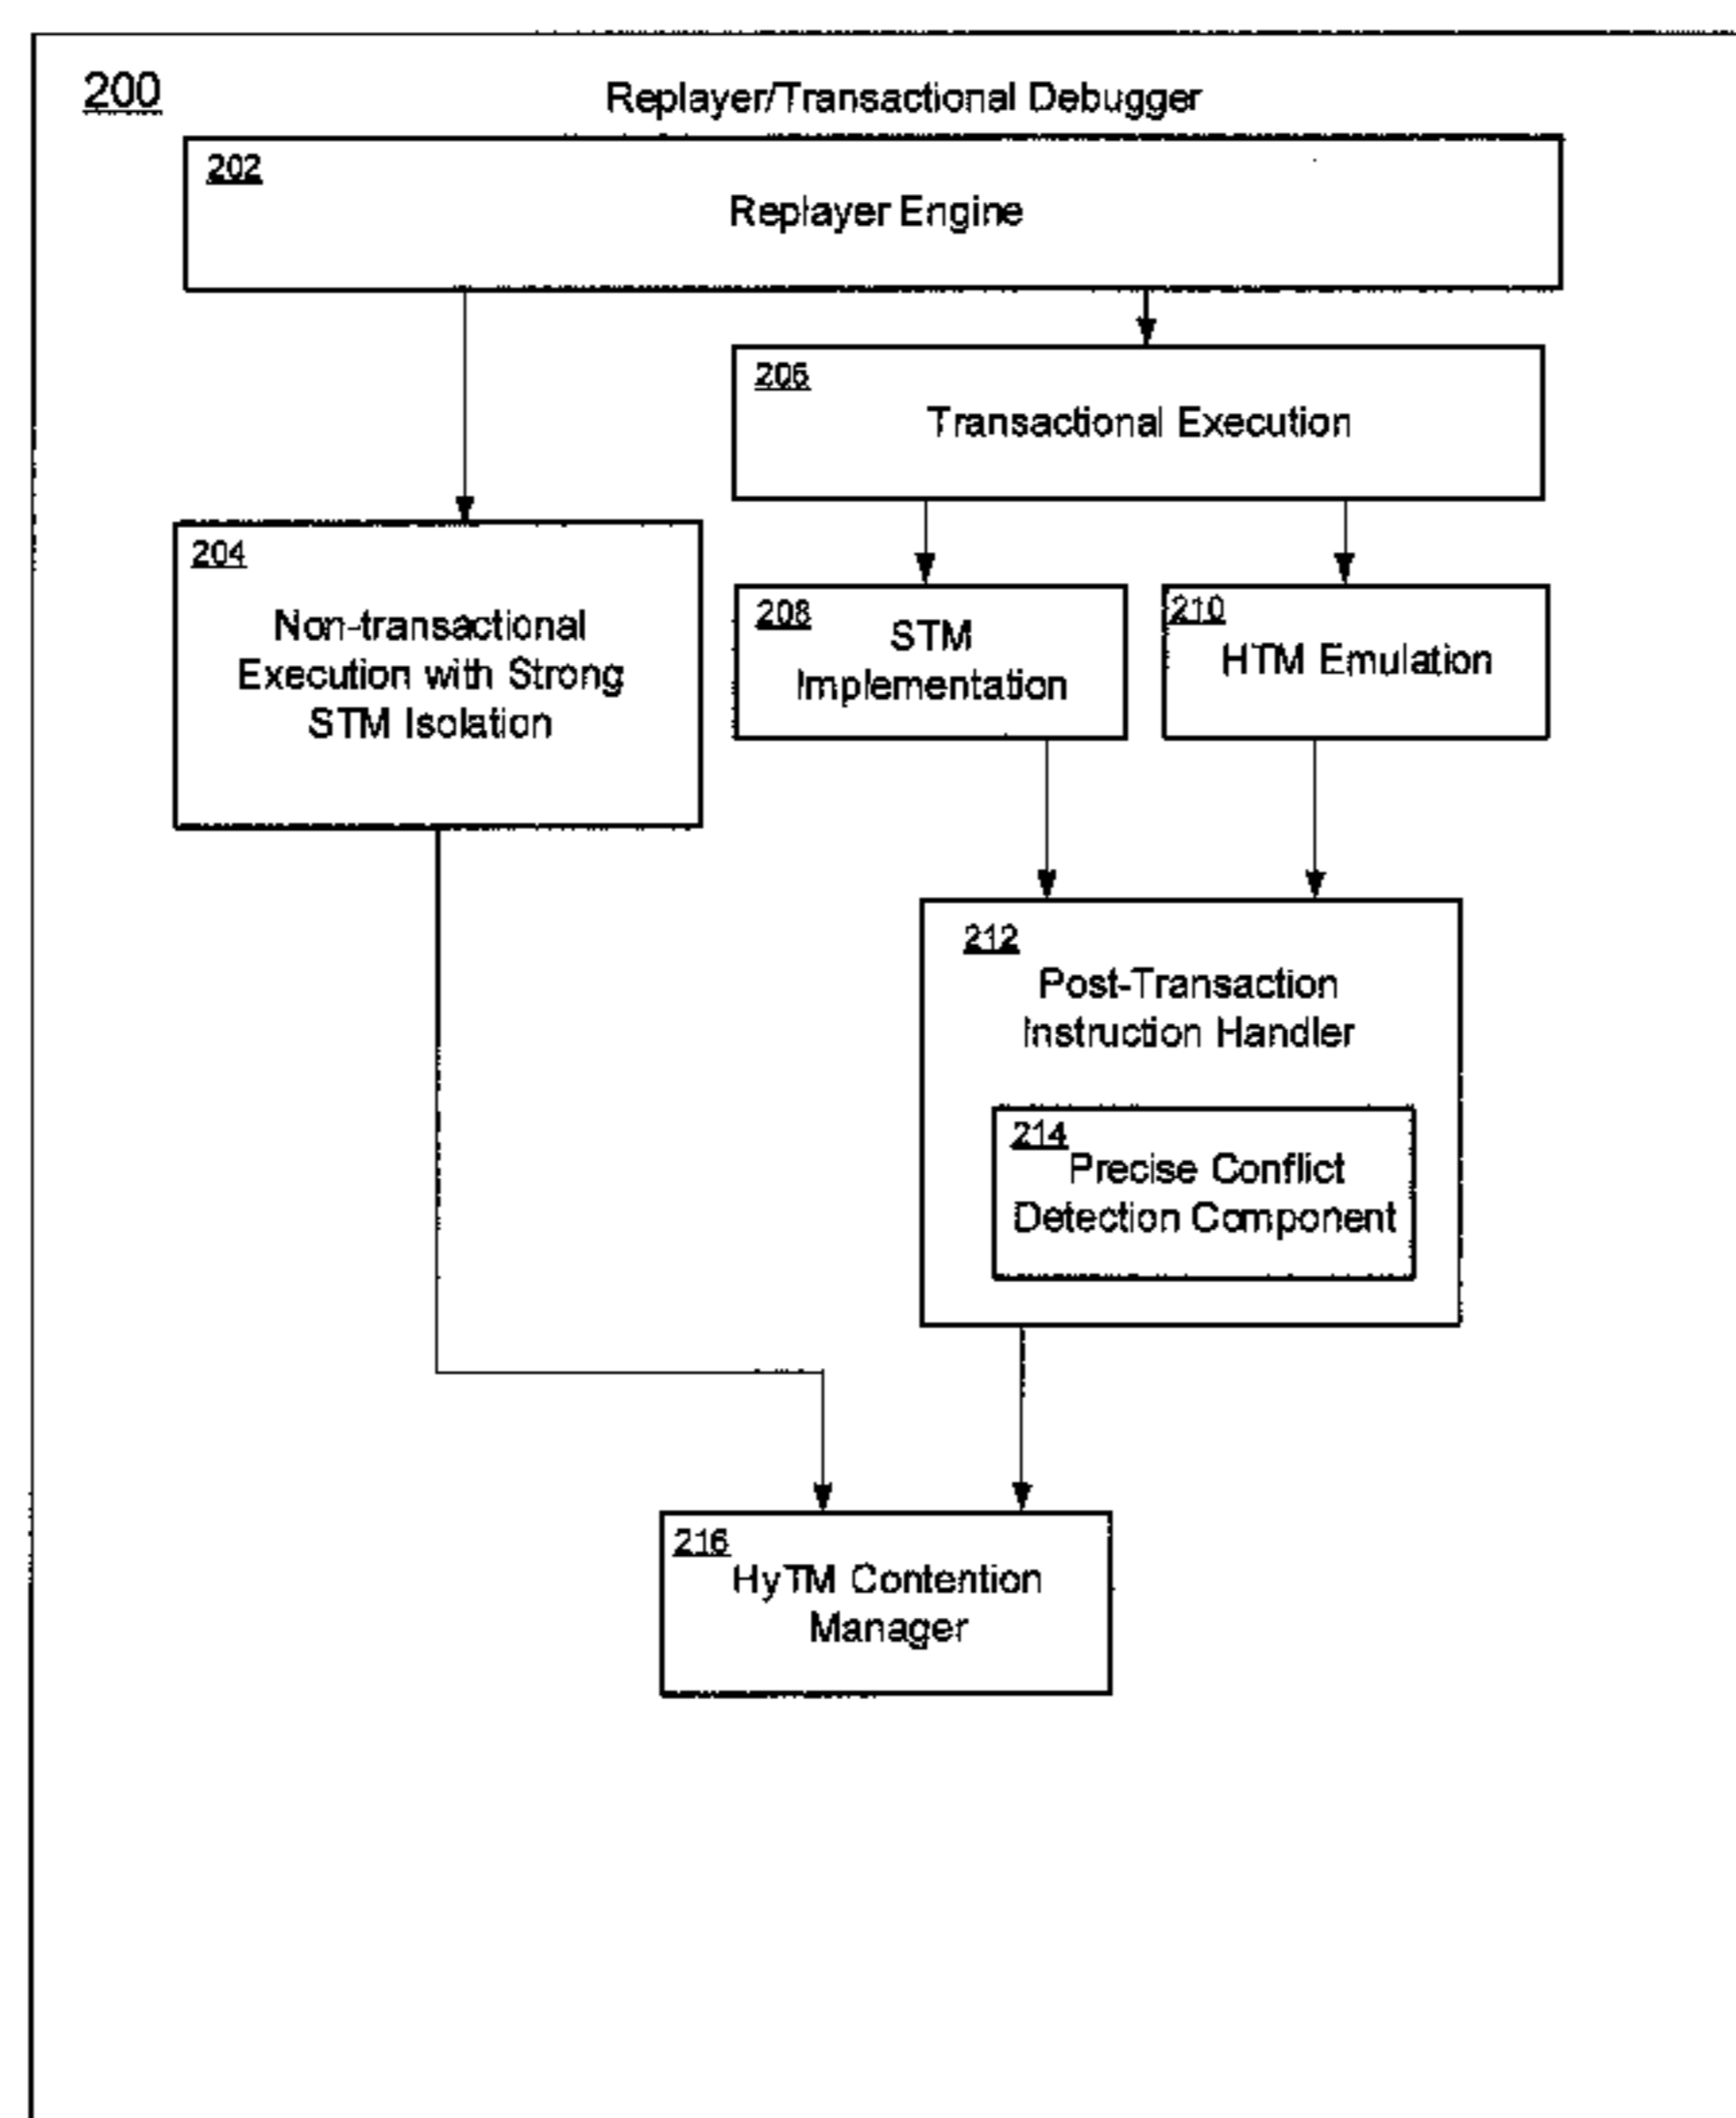 200
Replayer/Transactional Debugger
202
Replayer Engine
206
Transactional Execution
204
Non-transactional
Execution with Strong
STM Isolation
208
STM
Implementation
210
HTM Emulation
212
Post-Transaction
Instruction Handler
214
Precise Conflict
Detection Component
216
HyTM Contention
Manager